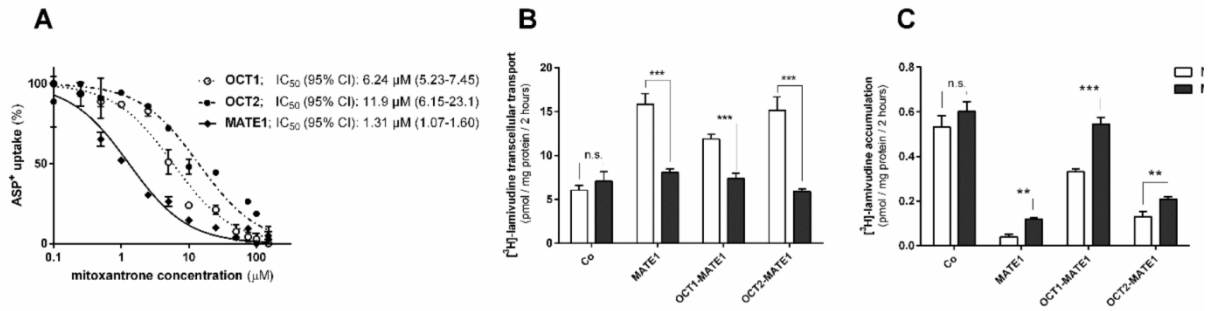 A
B
C
OCT1; IC50 (95% CI): 6.24 µM (5.23-7.45)
OCT2; IC50 (95% CI): 11.9 µM (6.15-23.1)
MATE1; IC50 (95% CI): 1.31 µM (1.07-1.60)
ASP+ uptake (%)
100
50
0
0.1
1
10
100
mitoxantrone concentration (µM)
[3H]-lamivudine transcellular transport
(pmol / mg protein / 2 hours)
20
15
10
5
0
n.s.
***
***
***
Co
MATE1
OCT1-MATE1
OCT2-MATE1
[3H]-lamivudine accumulation
(pmol / mg protein / 2 hours)
0.8
0.6
0.4
0.2
0.0
n.s.
**
***
**
Co
MATE1
OCT1-MATE1
OCT2-MATE1